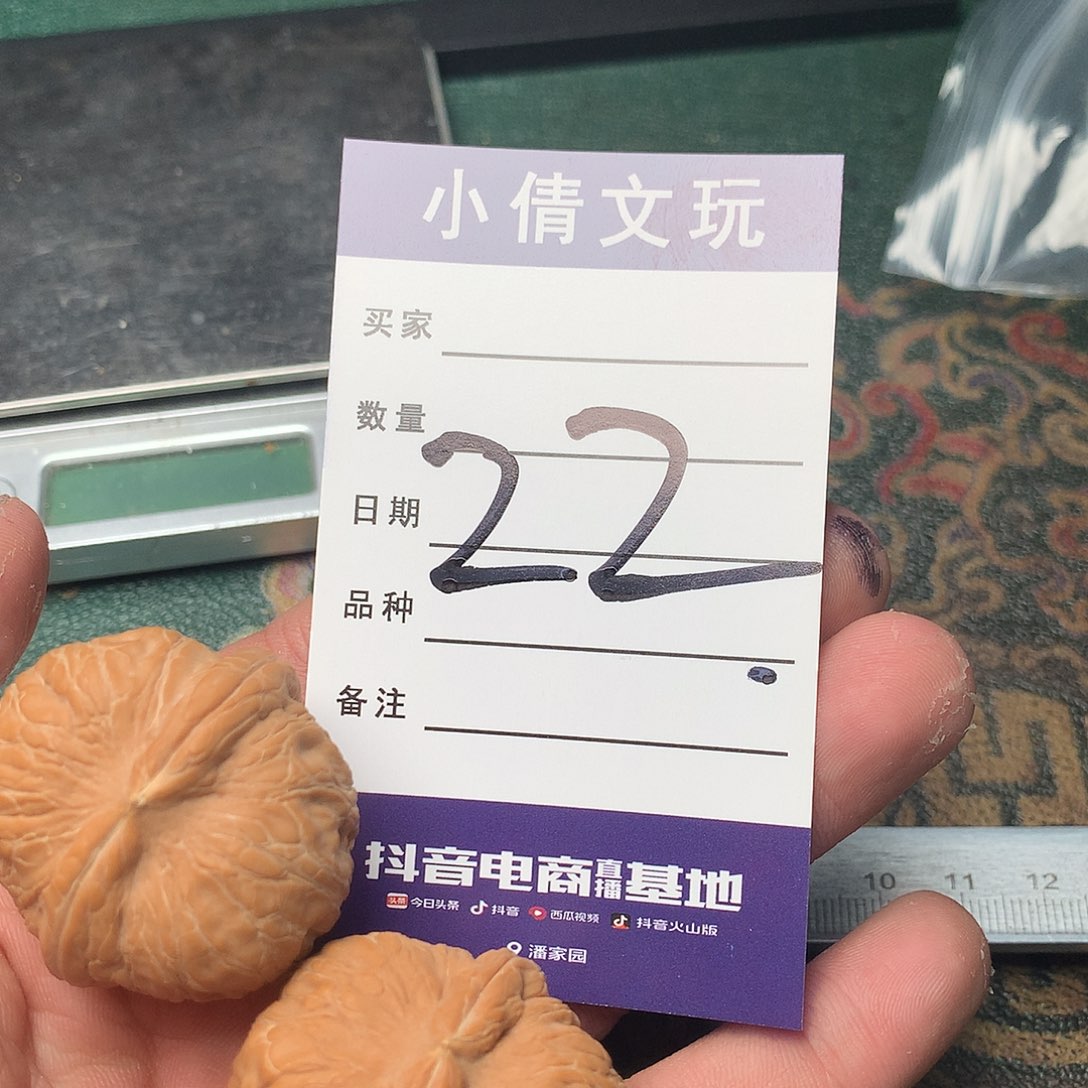 小倩文玩
买家
数量
22
日期
品种
备注
抖音电商直播基地
头条 今日头条 抖音 西瓜视频 抖音火山版
潘家园
10 11 12